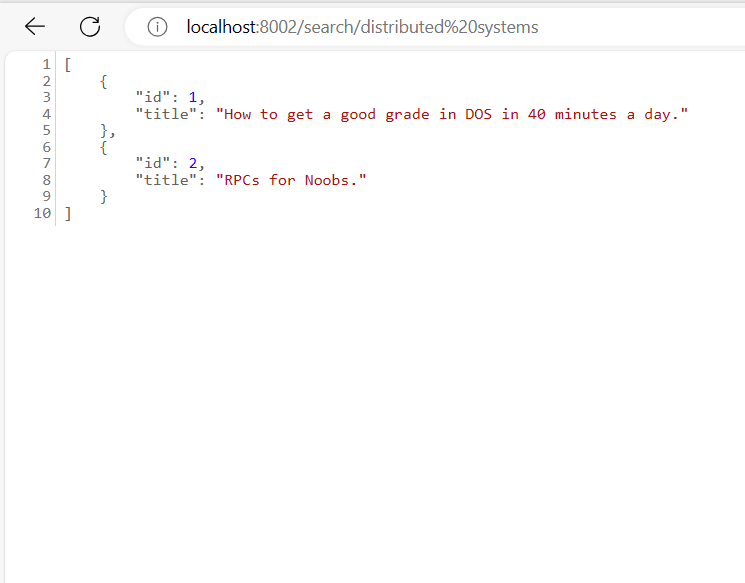 localhost:8002/search/distributed%20systems
1 [
2 {
3 "id": 1,
4 "title": "How to get a good grade in DOS in 40 minutes a day."
5 },
6 {
7 "id": 2,
8 "title": "RPCs for Noobs."
9 }
10 ]